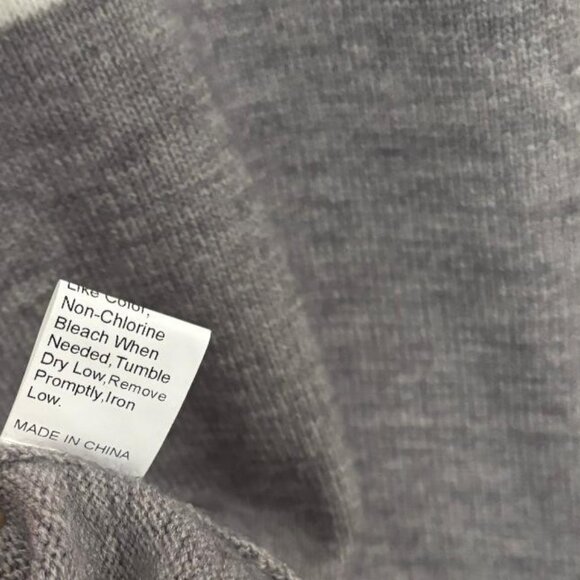 Like Color,
Non-Chlorine
Bleach When
Needed,Tumble
Dry Low,Remove
Promptly,Iron
Low.
MADE IN CHINA